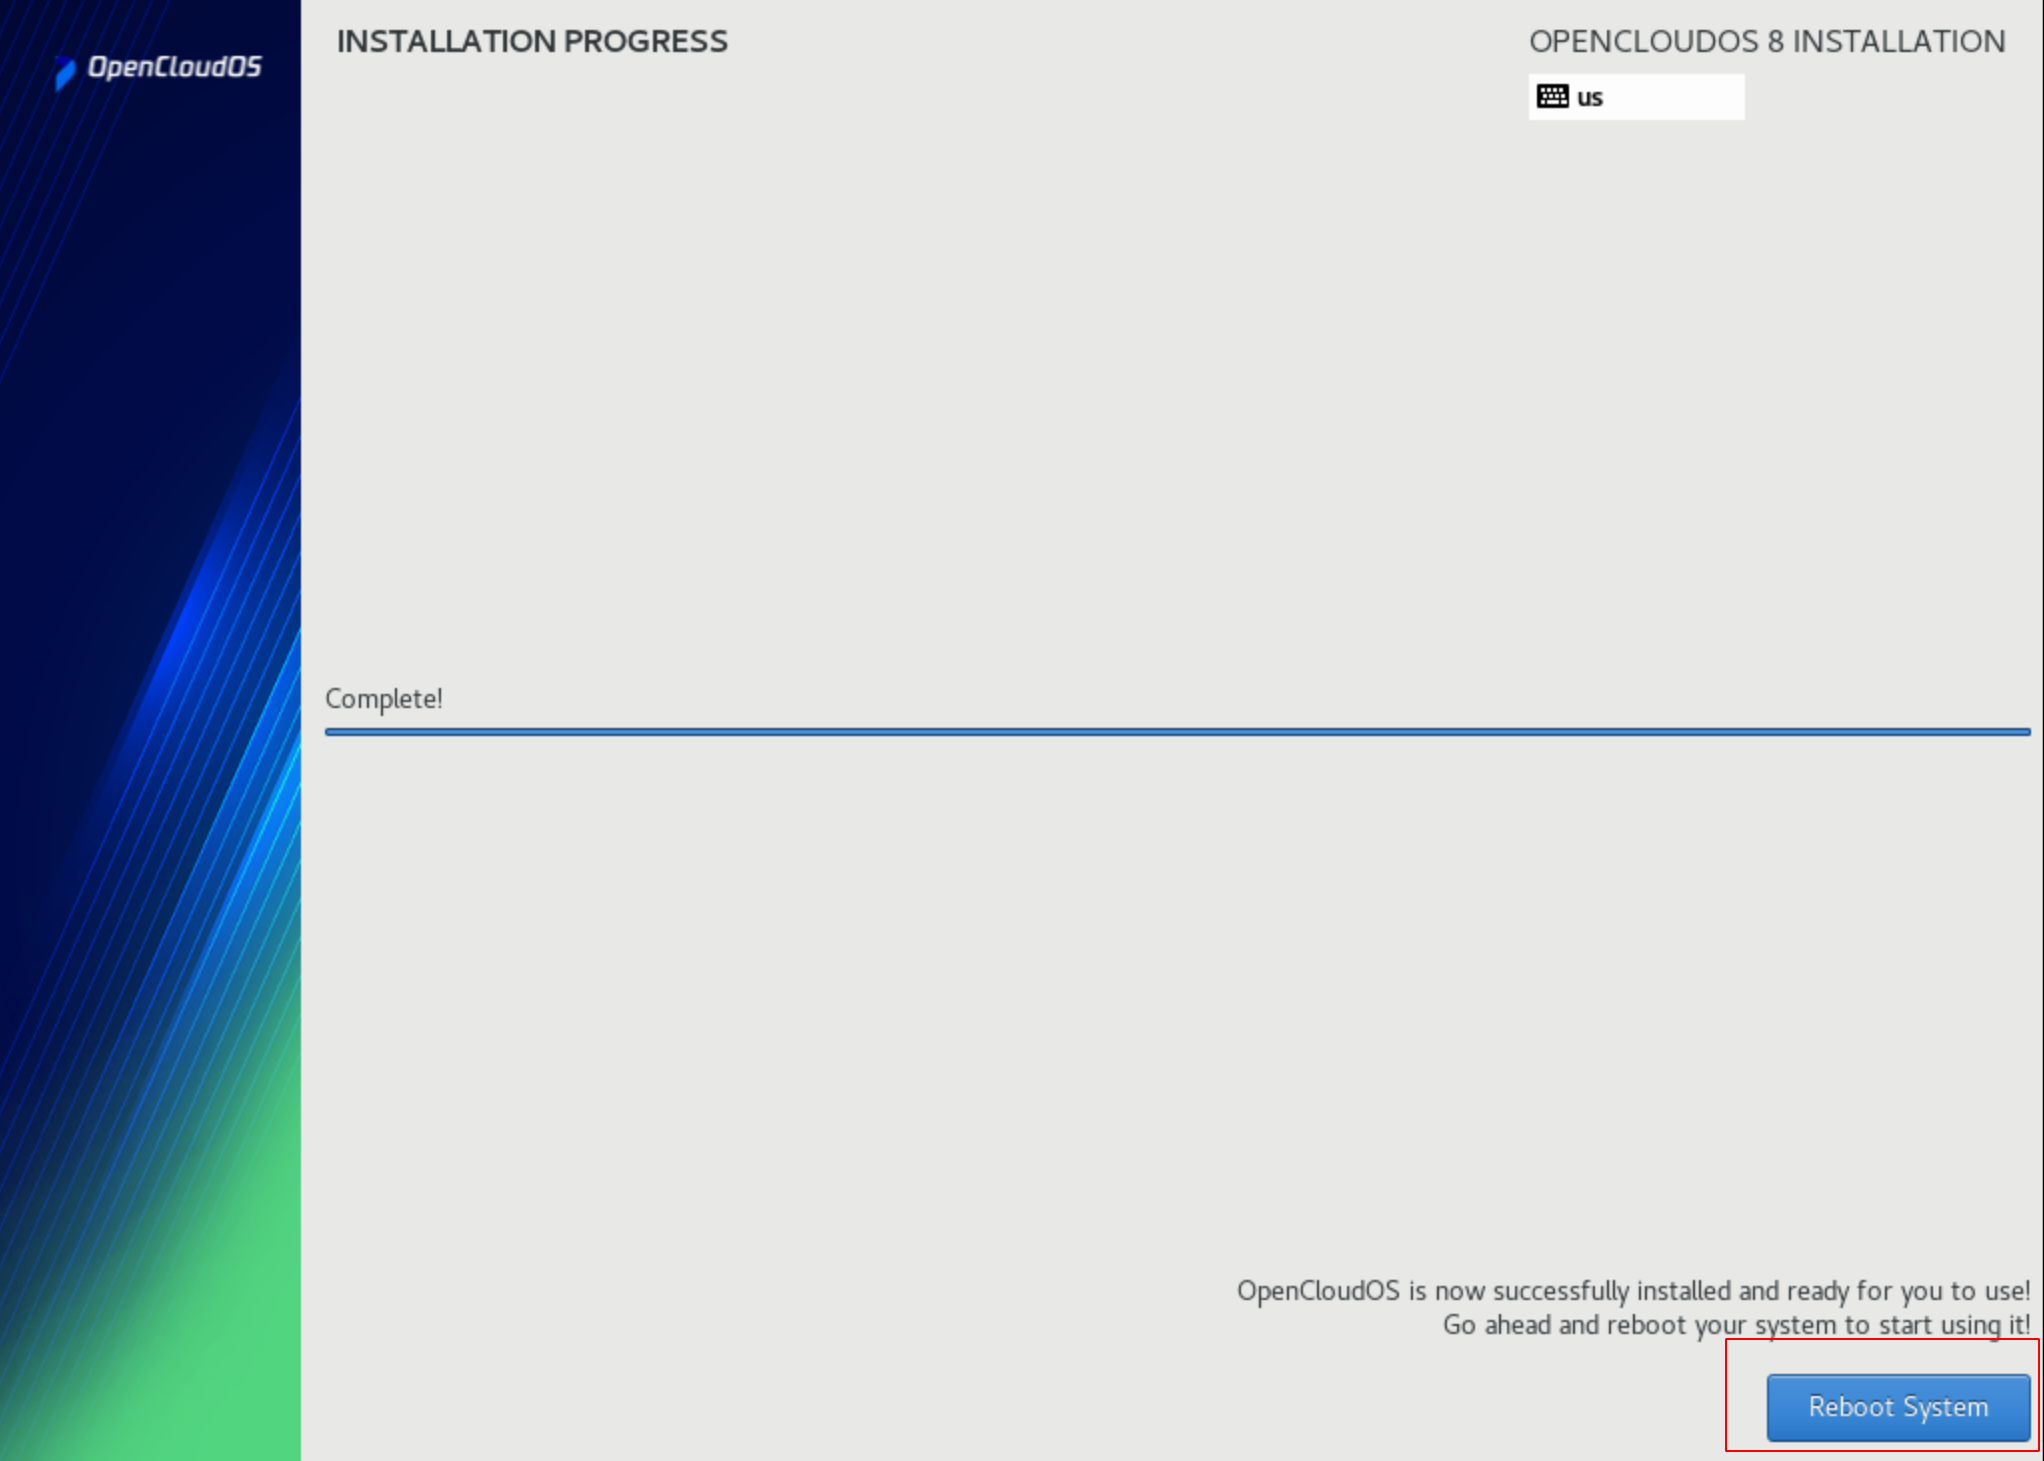 OpenCloudOS
INSTALLATION PROGRESS
OPENCLOUDOS 8 INSTALLATION
us
Complete!
OpenCloudOS is now successfully installed and ready for you to use!
Go ahead and reboot your system to start using it!
Reboot System